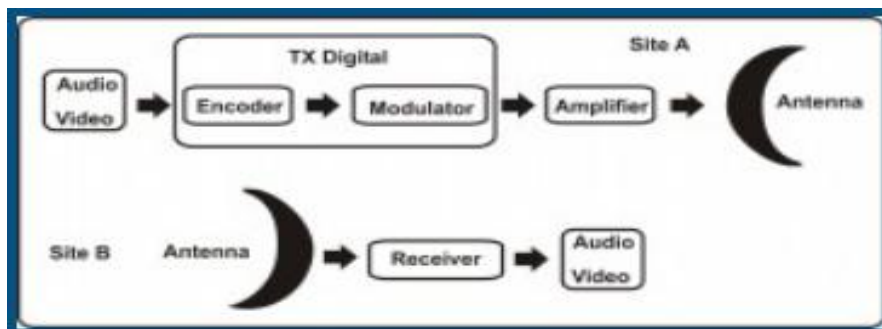 TX Digital
Site A
Audio
Video
Encoder
Modulator
Amplifier
Antenna
Site B
Antenna
Receiver
Audio
Video